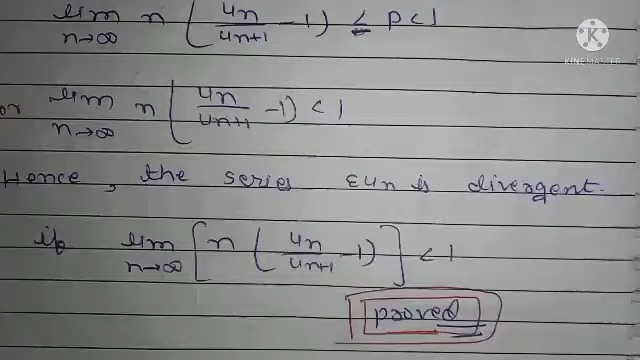 lim n→∞ n ( un/un+1 - 1 ) ≤ p < 1
KINEMASTER
or lim n→∞ n ( un/un+1 - 1 ) < 1
Hence, the series Σun is divergent.
if lim n→∞ [ n ( un/un+1 - 1 ) ] < 1
proved